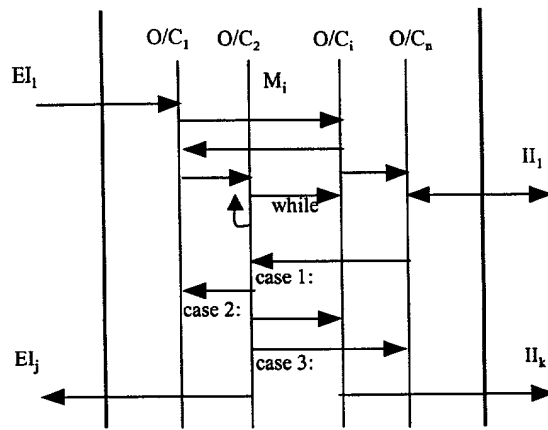 O/C₁ O/C₂ O/Cᵢ O/Cₙ
EI₁
Mᵢ
II₁
while
case 1:
case 2:
case 3:
EIⱼ
IIₖ